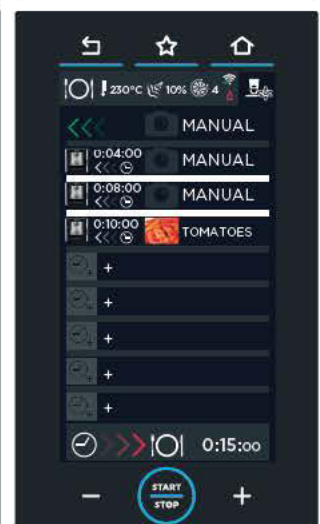 230°C 10% 4
<<< MANUAL
0:04:00 MANUAL
<<<
0:08:00 MANUAL
<<<
0:10:00 TOMATOES
<<<
+
+
+
+
+
>>> 0:15:00
START
− STOP +